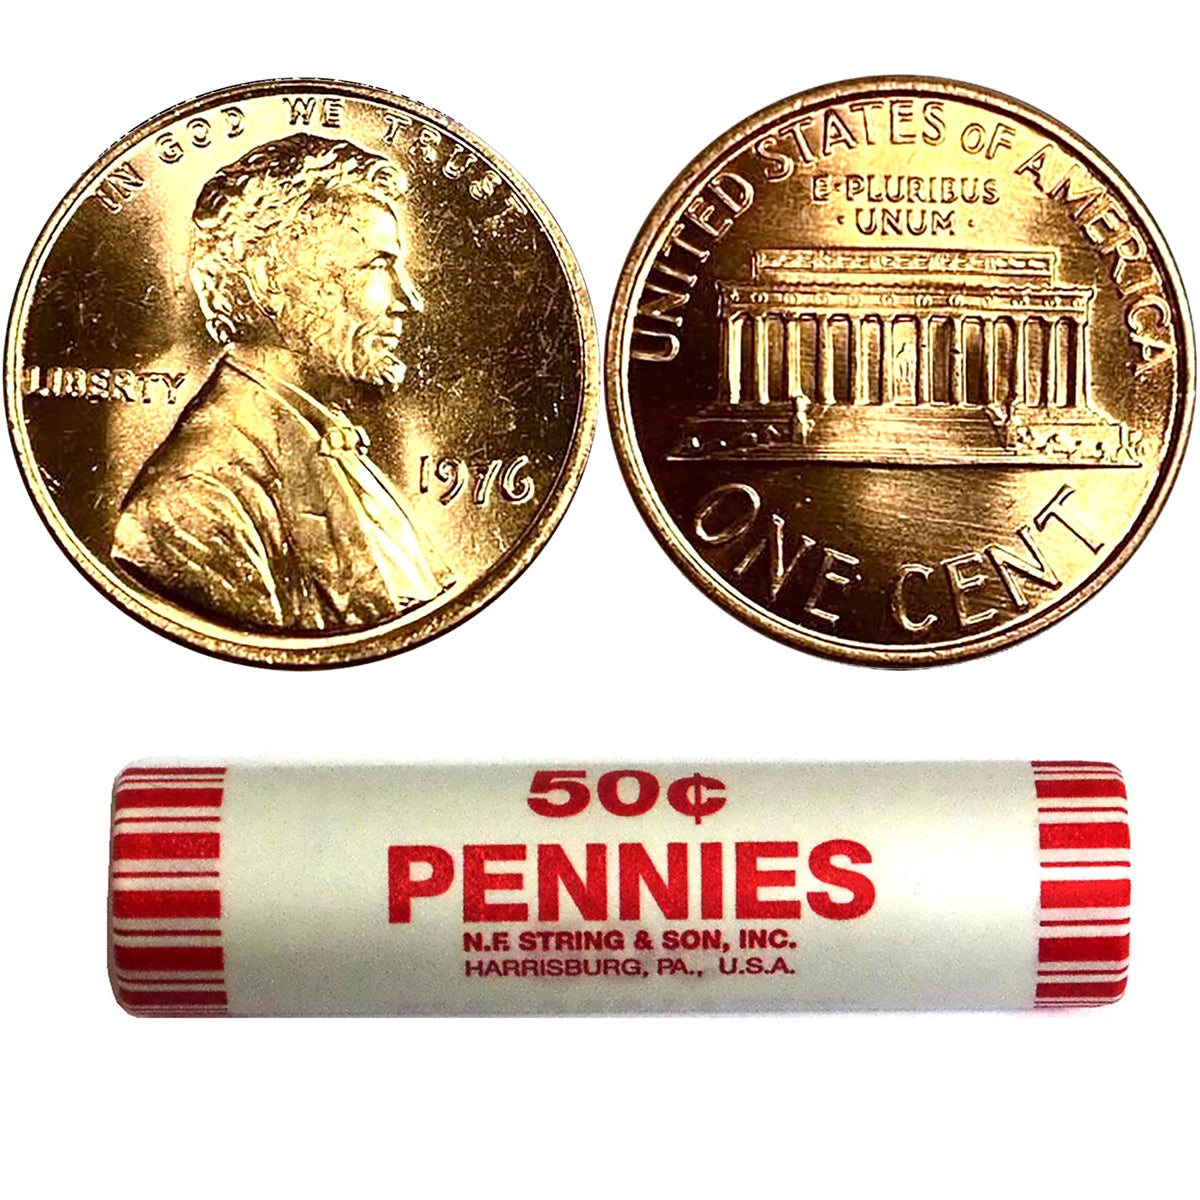 IN GOD WE TRUST
LIBERTY
1976
UNITED STATES OF AMERICA
E·PLURIBUS
·UNUM·
ONE CENT
50¢
PENNIES
N.F. STRING & SON, INC.
HARRISBURG, PA., U.S.A.